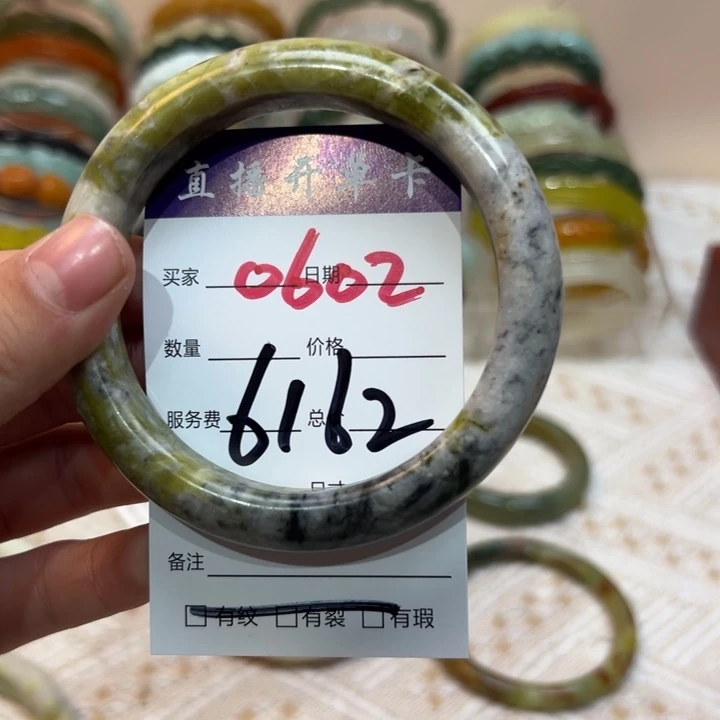 直播开单卡
买家 0602 日期
数量 价格
服务费 6162 总
备注
☐ 有纹 ☐ 有裂 ☐ 有瑕